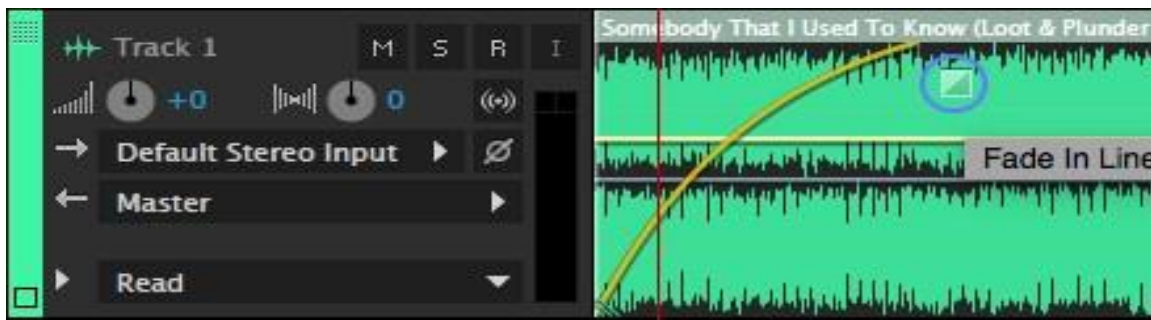 Track 1 M S R I
+0 0
Default Stereo Input
Master
Read
Somebody That I Used To Know (Loot & Plunder
Fade In Line